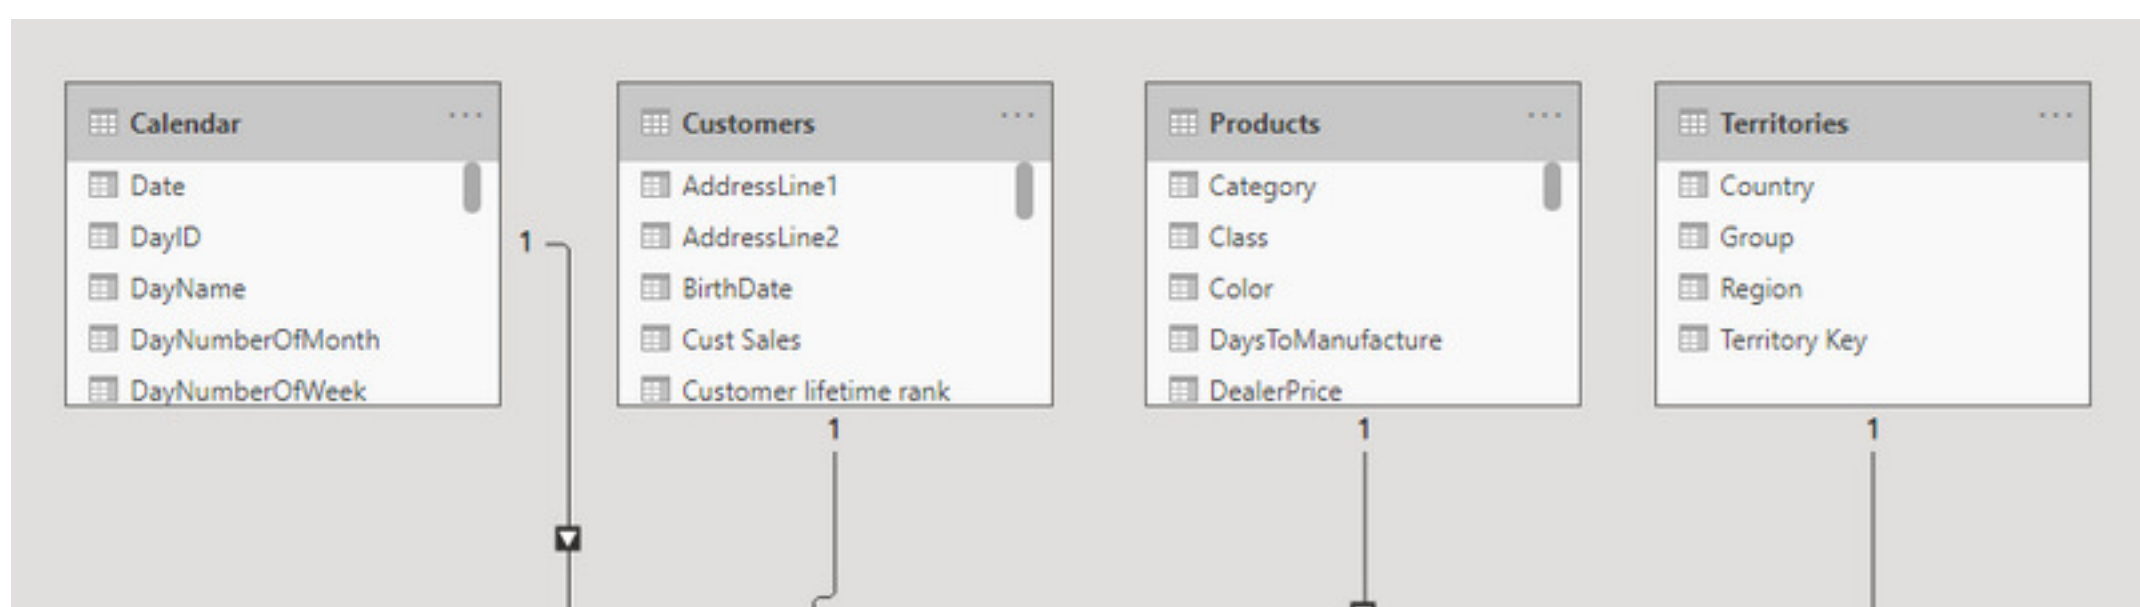 Calendar
Date
DayID
DayName
DayNumberOfMonth
DayNumberOfWeek
1
Customers
AddressLine1
AddressLine2
BirthDate
Cust Sales
Customer lifetime rank
1
Products
Category
Class
Color
DaysToManufacture
DealerPrice
1
Territories
Country
Group
Region
Territory Key
1